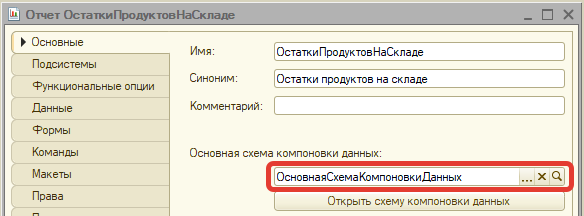 Отчет ОстаткиПродуктовНаСкладе
Основные
Подсистемы
Функциональные опции
Данные
Формы
Команды
Макеты
Права
Имя: ОстаткиПродуктовНаСкладе
Синоним: Остатки продуктов на складе
Комментарий:
Основная схема компоновки данных:
ОсновнаяСхемаКомпоновкиДанных ...
Открыть схему компоновки данных